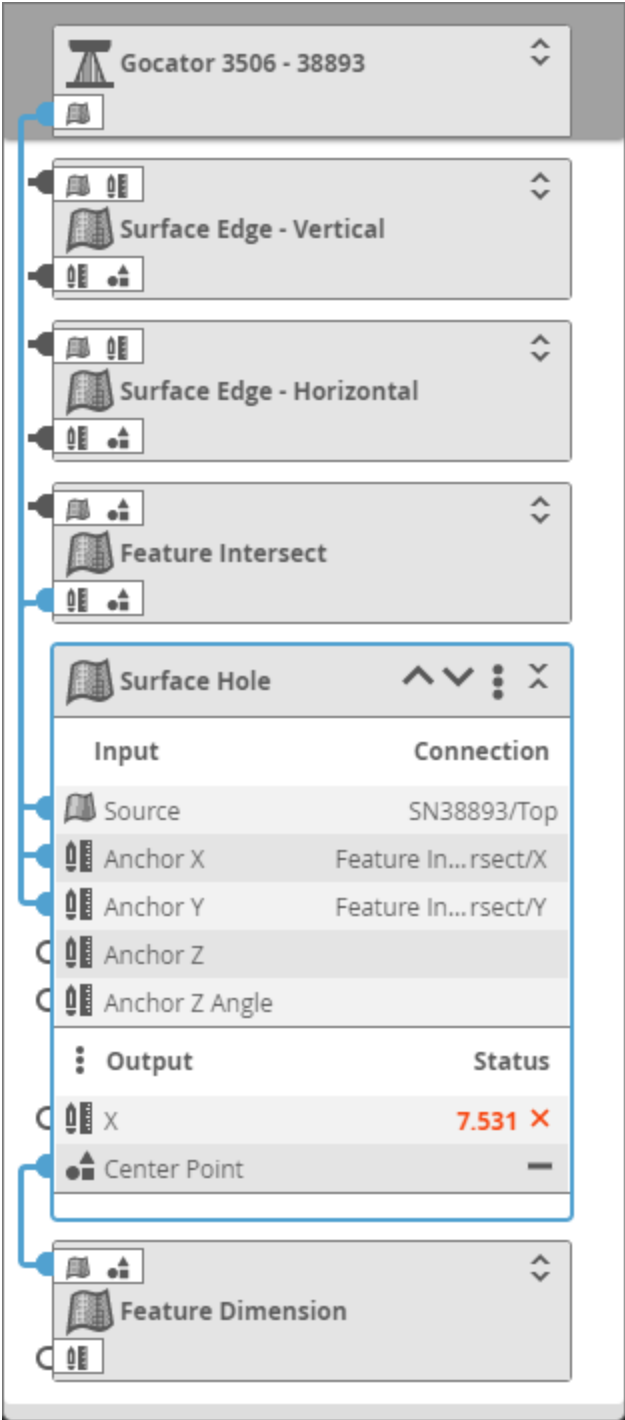 Gocator 3506 - 38893
Surface Edge - Vertical
Surface Edge - Horizontal
Feature Intersect
Surface Hole
Input Connection
Source SN38893/Top
Anchor X Feature In...rsect/X
Anchor Y Feature In...rsect/Y
Anchor Z
Anchor Z Angle
Output Status
X 7.531
Center Point
Feature Dimension